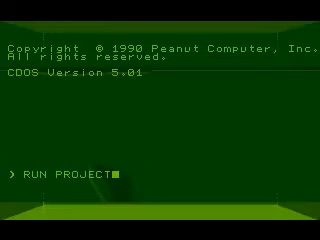 Copyright © 1990 Peanut Computer, Inc.
All rights reserved.
CDOS Version 5.01
> RUN PROJECT